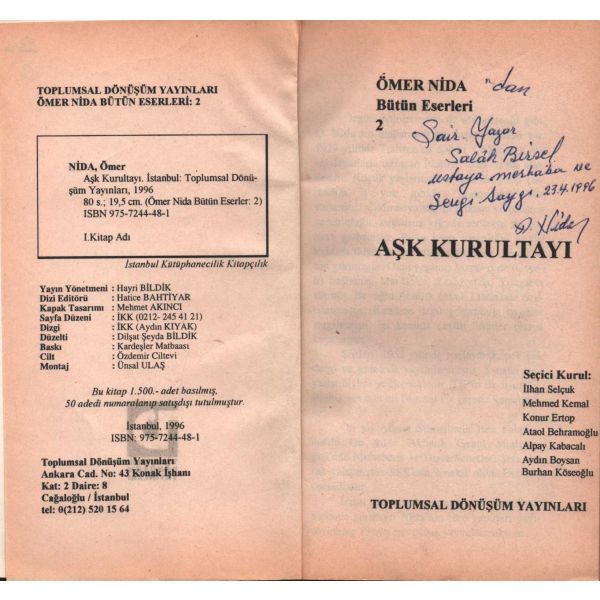 TOPLUMSAL DÖNÜŞÜM YAYINLARI
ÖMER NİDA BÜTÜN ESERLERİ: 2
NİDA, Ömer
Aşk Kurultayı. İstanbul: Toplumsal Dönü-
şüm Yayınları, 1996
80 s.; 19,5 cm. (Ömer Nida Bütün Eserler: 2)
ISBN 975-7244-48-1
I.Kitap Adı
İstanbul Kütüphanecilik Kitapçılık
Yayın Yönetmeni : Hayri BİLDİK
Dizi Editörü : Hatice BAHTİYAR
Kapak Tasarımı : Mehmet AKINCI
Sayfa Düzeni : İKK (0212- 245 41 21)
Dizgi : İKK (Aydın KIYAK)
Düzelti : Dilşat Şeyda BİLDİK
Baskı : Kardeşler Matbaası
Cilt : Özdemir Ciltevi
Montaj : Ünsal ULAŞ
Bu kitap 1.500.- adet basılmış,
50 adedi numaralanıp satışdışı tutulmuştur.
İstanbul, 1996
ISBN: 975-7244-48-1
Toplumsal Dönüşüm Yayınları
Ankara Cad. No: 43 Konak İşhanı
Kat: 2 Daire: 8
Cağaloğlu / İstanbul
tel: 0(212) 520 15 64
ÖMER NİDA 'dan
Bütün Eserleri
2
Şair-Yazar
Salâh Birsel
ustaya merhaba ve
Sevgi Saygı, 23.4.1996
Ö. Nida
AŞK KURULTAYI
Seçici Kurul:
İlhan Selçuk
Mehmed Kemal
Konur Ertop
Ataol Behramoğlu
Alpay Kabacalı
Aydın Boysan
Burhan Köseoğlu
TOPLUMSAL DÖNÜŞÜM YAYINLARI